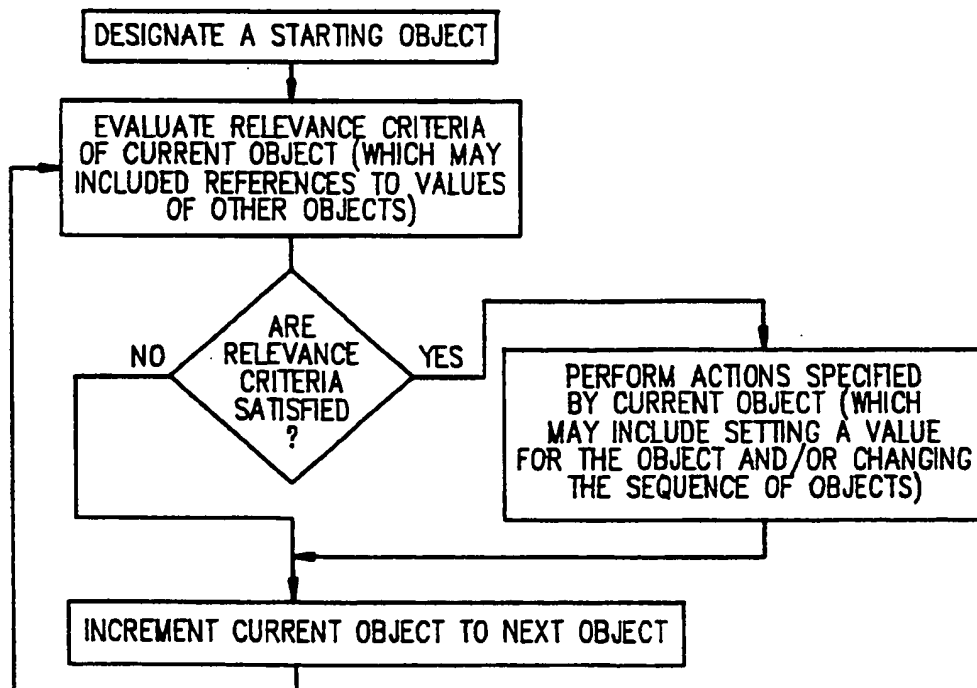 DESIGNATE A STARTING OBJECT
EVALUATE RELEVANCE CRITERIA
OF CURRENT OBJECT (WHICH MAY
INCLUDED REFERENCES TO VALUES
OF OTHER OBJECTS)
ARE
RELEVANCE
CRITERIA
SATISFIED
?
NO
YES
PERFORM ACTIONS SPECIFIED
BY CURRENT OBJECT (WHICH
MAY INCLUDE SETTING A VALUE
FOR THE OBJECT AND/OR CHANGING
THE SEQUENCE OF OBJECTS)
INCREMENT CURRENT OBJECT TO NEXT OBJECT